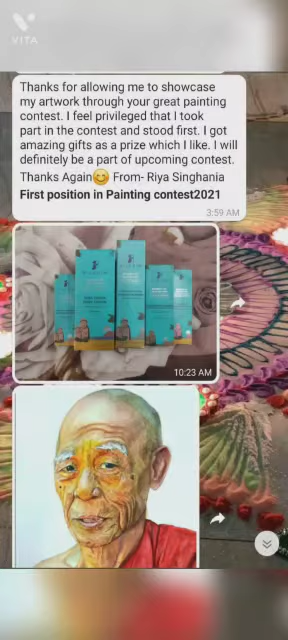 VITA
Thanks for allowing me to showcase
my artwork through your great painting
contest. I feel privileged that I took
part in the contest and stood first. I got
amazing gifts as a prize which I like. I will
definitely be a part of upcoming contest.
Thanks Again😊 From- Riya Singhania
First position in Painting contest2021
3:59 AM
10:23 AM